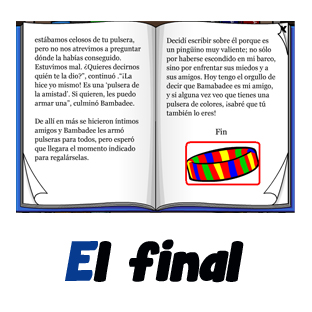 estábamos celosos de tu pulsera,
pero no nos atrevimos a preguntar
dónde la habías conseguido.
Estuvimos mal. ¿Quieres decirnos
quién te la dio?", continuó ."¡La
hice yo mismo! Es una 'pulsera de
la amistad'. Si quieren, les puedo
armar una", culminó Bambadee.
De allí en más se hicieron íntimos
amigos y Bambadee les armó
pulseras para todos, pero esperó
que llegara el momento indicado
para regalárselas.
Decidí escribir sobre él porque es
un pingüino muy valiente; no sólo
por haberse escondido en mi barco,
sino por enfrentar sus miedos y a
sus amigos. Hoy tengo el orgullo de
decir que Bamabadee es mi amigo,
y si alguna vez veo que tienes una
pulsera de colores, ¡sabré que tú
también lo eres!
Fin
El final